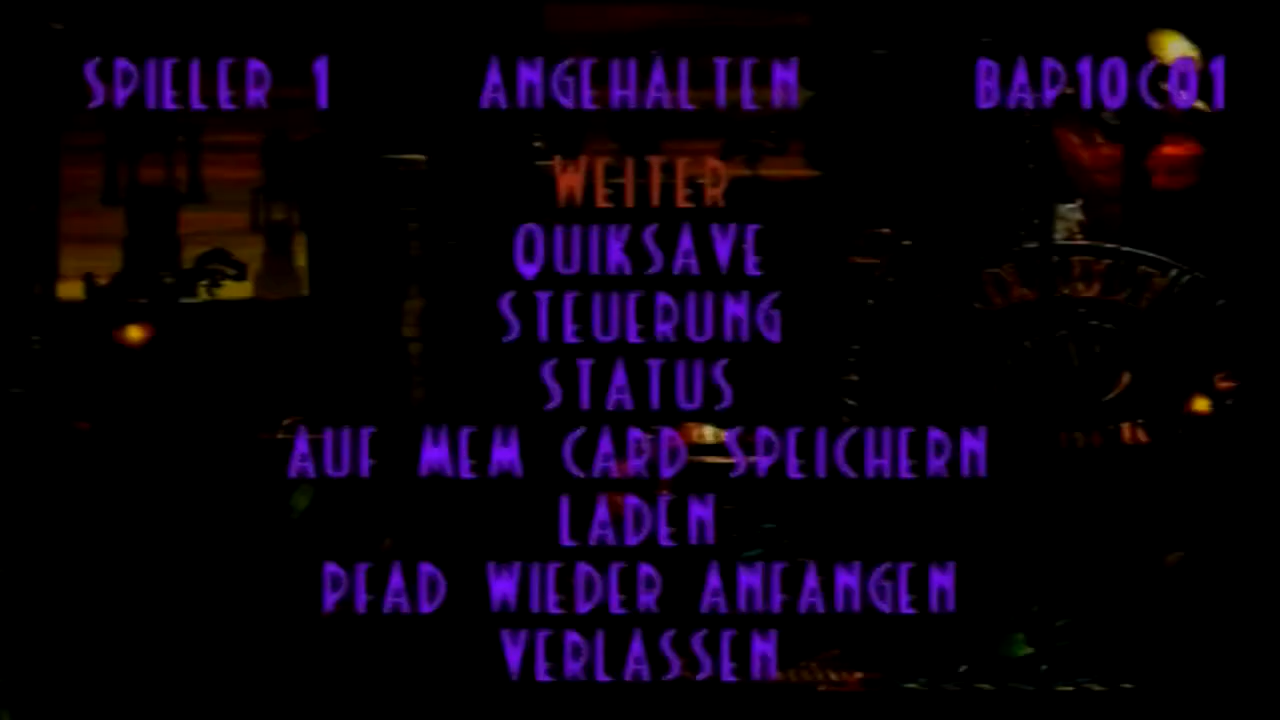 SPIELER 1 ANGEHALTEN BAP10C01
WEITER
QUIKSAVE
STEUERUNG
STATUS
AUF MEM CARD SPEICHERN
LADEN
PFAD WIEDER ANFANGEN
VERLASSEN